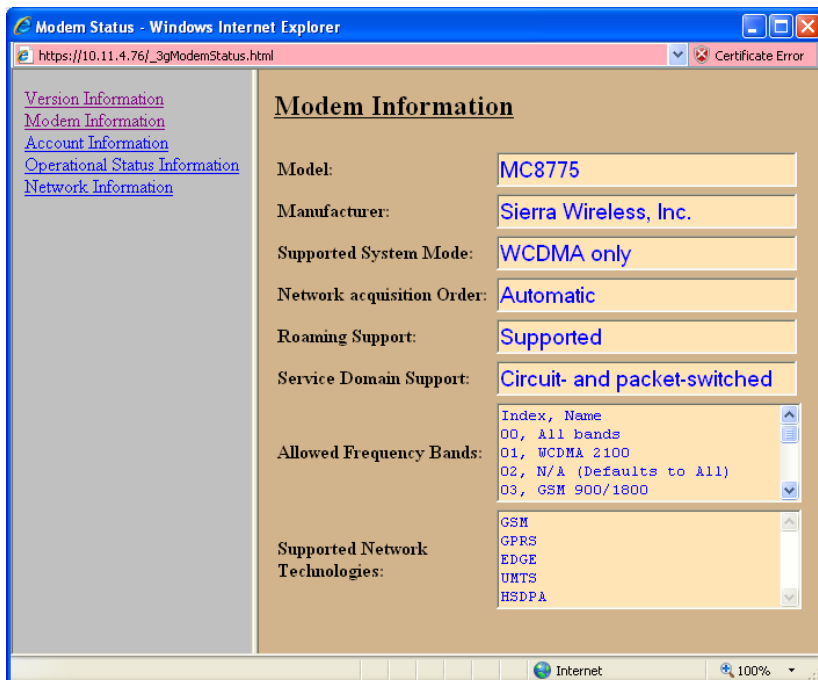 Modem Status - Windows Internet Explorer
https://10.11.4.76/_3gModemStatus.html
Certificate Error
Version Information
Modem Information
Account Information
Operational Status Information
Network Information
Modem Information
Model: MC8775
Manufacturer: Sierra Wireless, Inc.
Supported System Mode: WCDMA only
Network acquisition Order: Automatic
Roaming Support: Supported
Service Domain Support: Circuit- and packet-switched
Allowed Frequency Bands:
Index, Name
00, All bands
01, WCDMA 2100
02, N/A (Defaults to All)
03, GSM 900/1800
Supported Network
Technologies:
GSM
GPRS
EDGE
UMTS
HSDPA
Internet
100%